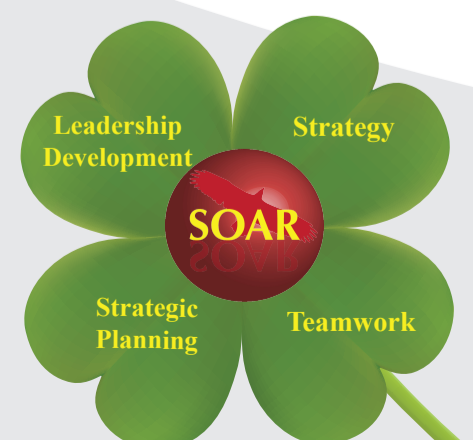 Leadership
Development
Strategy
SOAR
Strategic
Planning
Teamwork